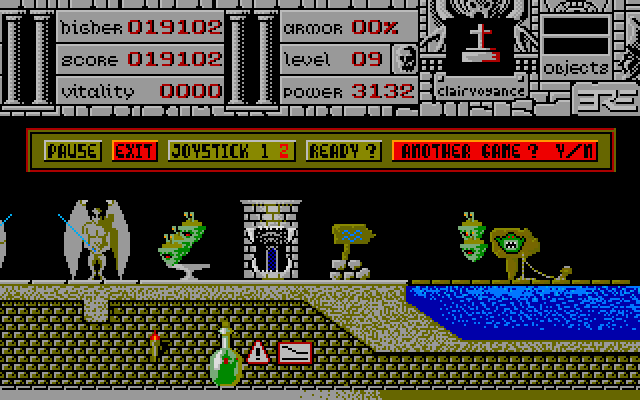 higher 019102
armor 00%
score 019102
level 09
objects
vitality 0000
power 3132
clairvoyance
ERE
PAUSE EXIT JOYSTICK 1 2 READY ? ANOTHER GAME ? Y/N